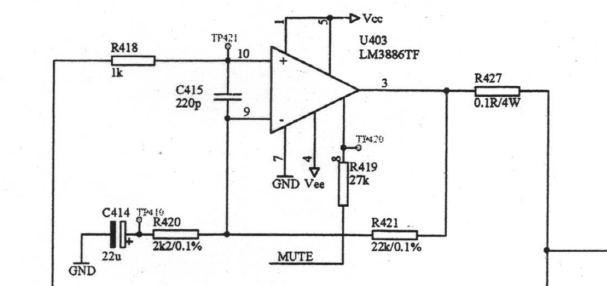 Vcc
1
5
U403
LM3886TF
TP421
R418
1k
10
+
C415
220p
9
-
3
R427
0.1R/4W
TP420
7
4
8
GND
Vee
R419
27k
C414
TP419
R420
2k2/0.1%
R421
22k/0.1%
+
22u
GND
MUTE